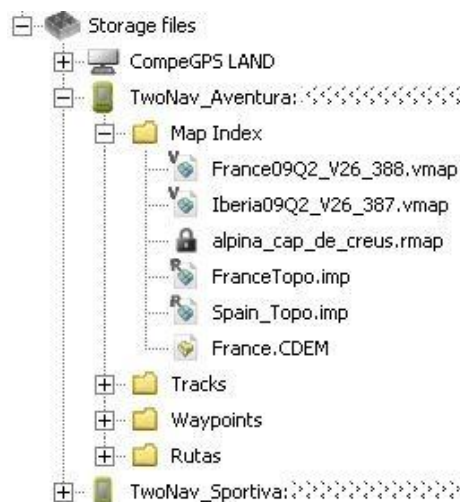 Storage files
CompeGPS LAND
TwoNav_Aventura:
Map Index
V France09Q2_V26_388.vmap
V Iberia09Q2_V26_387.vmap
alpina_cap_de_creus.rmap
R FranceTopo.imp
R Spain_Topo.imp
France.CDEM
Tracks
Waypoints
Rutas
TwoNav_Sportiva: